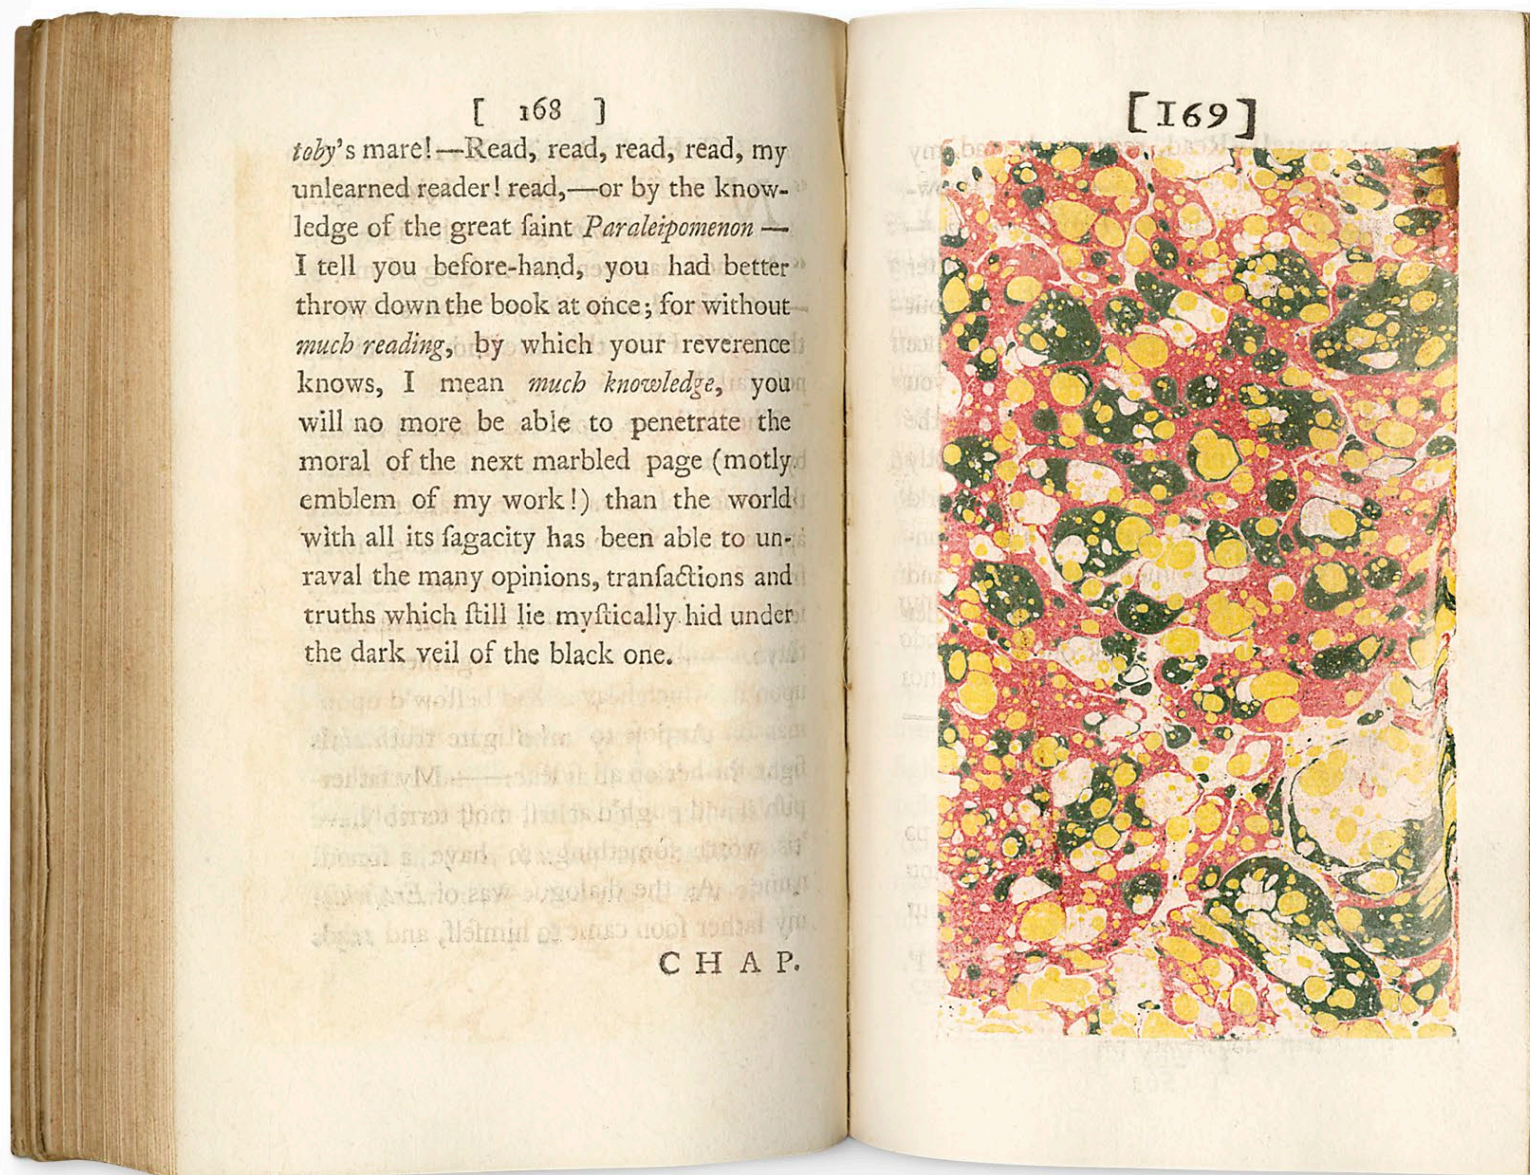 [ 168 ]
toby's mare!—Read, read, read, read, my
unlearned reader! read,—or by the know-
ledge of the great ſaint Paraleipomenon —
I tell you before-hand, you had better
throw down the book at once; for without
much reading, by which your reverence
knows, I mean much knowledge, you
will no more be able to penetrate the
moral of the next marbled page (motly
emblem of my work!) than the world
with all its ſagacity has been able to un-
raval the many opinions, tranſactions and
truths which ſtill lie myſtically hid under
the dark veil of the black one.
CHAP.
[169]